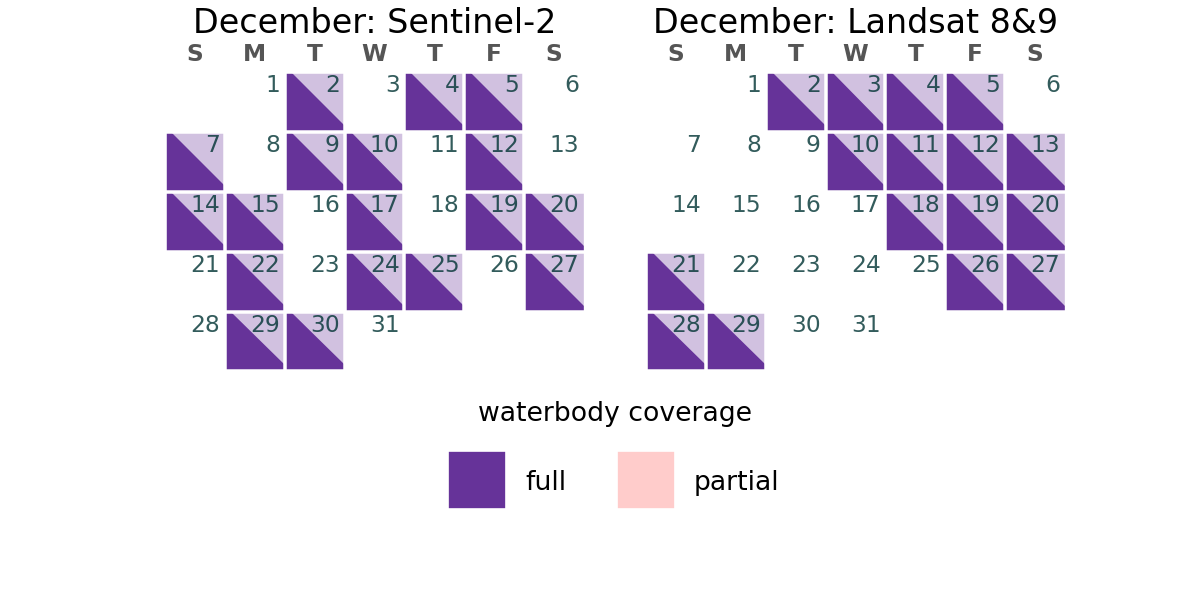 December: Sentinel-2
S M T W T F S
1 2 3 4 5 6
7 8 9 10 11 12 13
14 15 16 17 18 19 20
21 22 23 24 25 26 27
28 29 30 31
December: Landsat 8&9
S M T W T F S
1 2 3 4 5 6
7 8 9 10 11 12 13
14 15 16 17 18 19 20
21 22 23 24 25 26 27
28 29 30 31
waterbody coverage
full partial